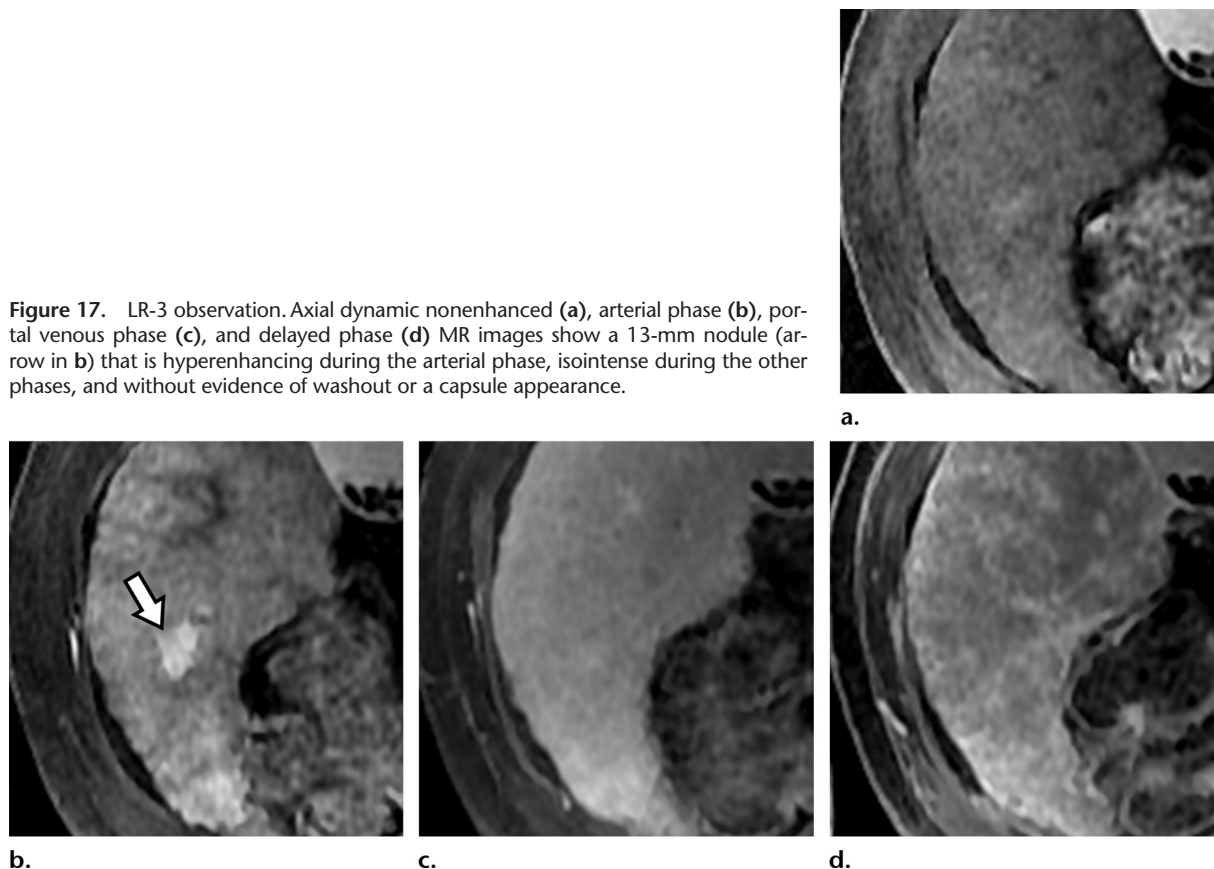 Figure 17. LR-3 observation. Axial dynamic nonenhanced (a), arterial phase (b), por-
tal venous phase (c), and delayed phase (d) MR images show a 13-mm nodule (ar-
row in b) that is hyperenhancing during the arterial phase, isointense during the other
phases, and without evidence of washout or a capsule appearance.
a.
b.
c.
d.